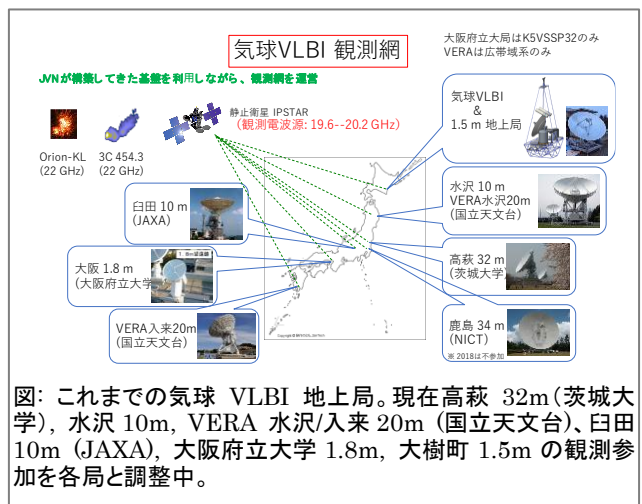 気球VLBI 観測網
大阪府立大局はK5VSSP32のみ
VERAは広帯域系のみ
JVNが構築してきた基盤を利用しながら、観測網を運営
静止衛星 IPSTAR
(観測電波源: 19.6--20.2 GHz)
Orion-KL
(22 GHz)
3C 454.3
(22 GHz)
気球VLBI
&
1.5 m 地上局
臼田 10 m
(JAXA)
水沢 10 m
VERA水沢20m
(国立天文台)
大阪 1.8 m
(大阪府立大学
1.8m望遠鏡
高萩 32 m
(茨城大学)
VERA入来20m
(国立天文台)
鹿島 34 m
(NICT)
※ 2018は不参加
図: これまでの気球 VLBI 地上局。現在高萩 32m(茨城大
学), 水沢 10m, VERA 水沢/入来 20m (国立天文台)、臼田
10m (JAXA), 大阪府立大学 1.8m, 大樹町 1.5m の観測参
加を各局と調整中。